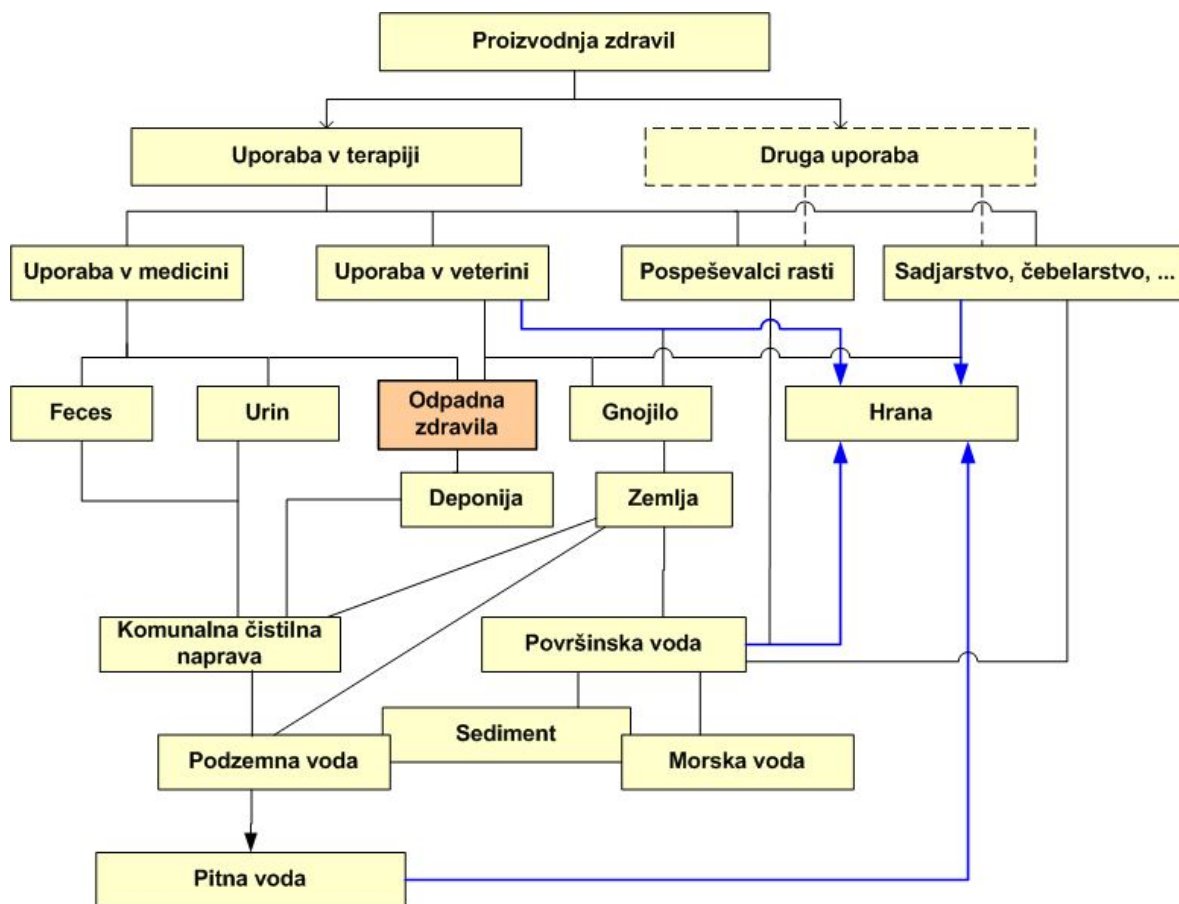 Proizvodnja zdravil
Uporaba v terapiji
Druga uporaba
Uporaba v medicini
Uporaba v veterini
Pospeševalci rasti
Sadjarstvo, čebelarstvo, ...
Feces
Urin
Odpadna
zdravila
Gnojilo
Hrana
Deponija
Zemlja
Komunalna čistilna
naprava
Površinska voda
Sediment
Podzemna voda
Morska voda
Pitna voda